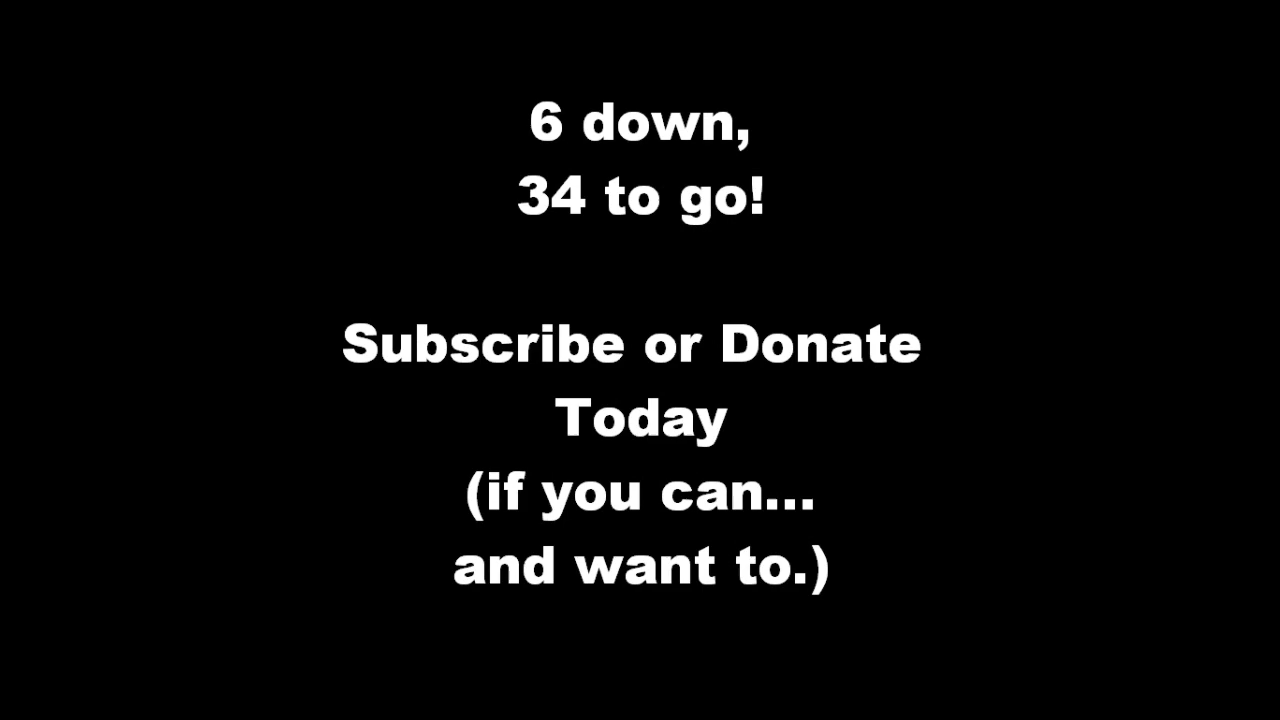 6 down,
34 to go!
Subscribe or Donate
Today
(if you can...
and want to.)